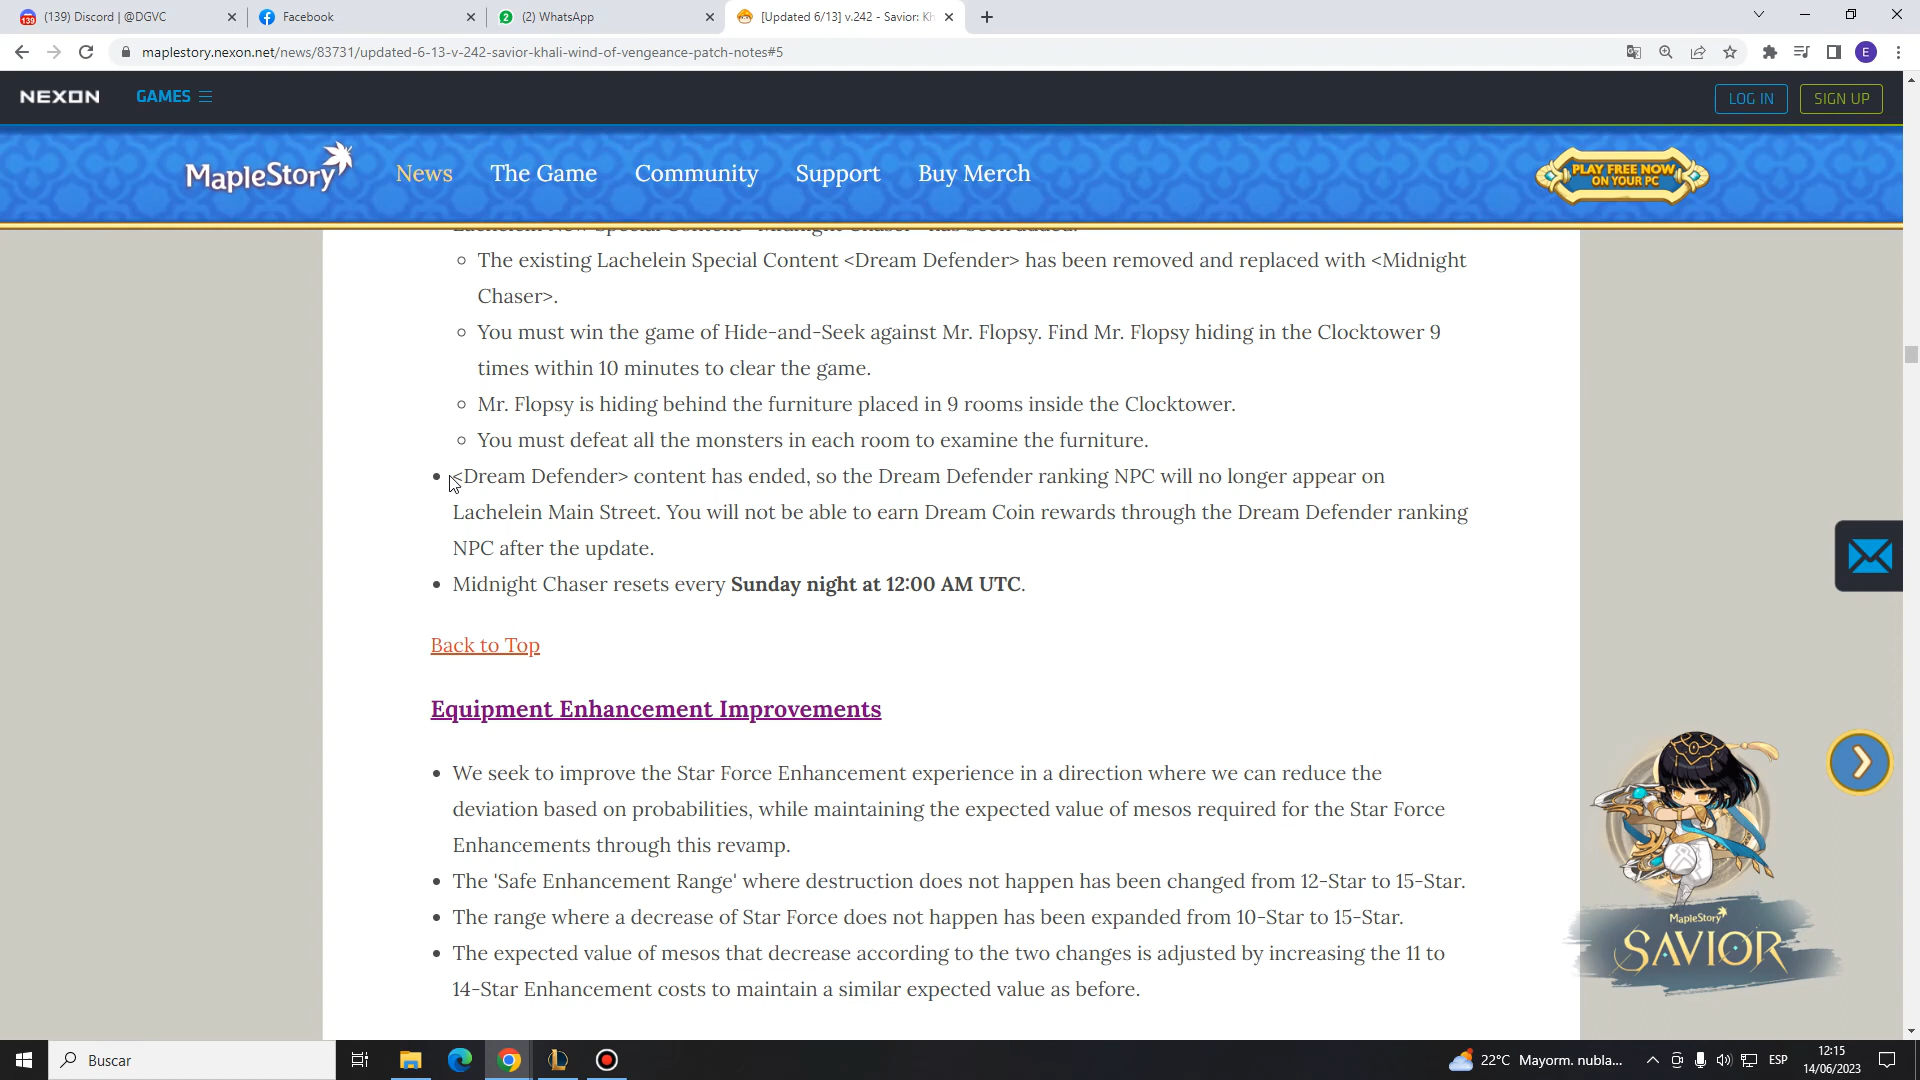 139
(139) Discord | @DGVC
Facebook
2
(2) WhatsApp
[Updated 6/13] v.242 - Savior: Kh
maplestory.nexon.net/news/83731/updated-6-13-v-242-savior-khali-wind-of-vengeance-patch-notes#5
E
NEXON
GAMES
LOG IN
SIGN UP
MapleStory
News
The Game
Community
Support
Buy Merch
PLAY FREE NOW
ON YOUR PC
The existing Lachelein Special Content <Dream Defender> has been removed and replaced with <Midnight
Chaser>.
You must win the game of Hide-and-Seek against Mr. Flopsy. Find Mr. Flopsy hiding in the Clocktower 9
times within 10 minutes to clear the game.
Mr. Flopsy is hiding behind the furniture placed in 9 rooms inside the Clocktower.
You must defeat all the monsters in each room to examine the furniture.
<Dream Defender> content has ended, so the Dream Defender ranking NPC will no longer appear on
Lachelein Main Street. You will not be able to earn Dream Coin rewards through the Dream Defender ranking
NPC after the update.
Midnight Chaser resets every Sunday night at 12:00 AM UTC.
Back to Top
Equipment Enhancement Improvements
We seek to improve the Star Force Enhancement experience in a direction where we can reduce the
deviation based on probabilities, while maintaining the expected value of mesos required for the Star Force
Enhancements through this revamp.
The 'Safe Enhancement Range' where destruction does not happen has been changed from 12-Star to 15-Star.
The range where a decrease of Star Force does not happen has been expanded from 10-Star to 15-Star.
The expected value of mesos that decrease according to the two changes is adjusted by increasing the 11 to
14-Star Enhancement costs to maintain a similar expected value as before.
MapleStory
SAVIOR
Buscar
22°C Mayorm. nubla...
ESP
12:15
14/06/2023